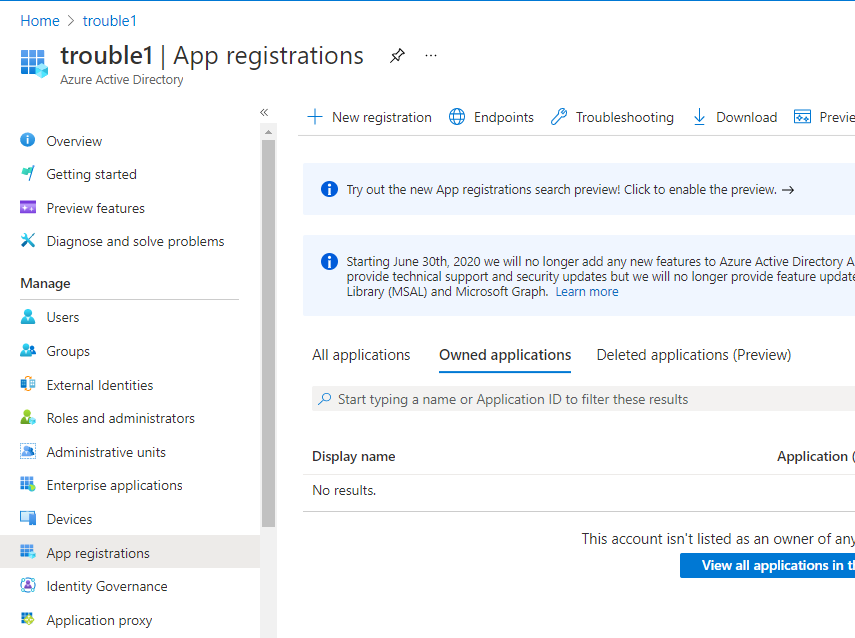 Home > trouble1
trouble1 | App registrations ...
Azure Active Directory
«
Overview
Getting started
Preview features
Diagnose and solve problems
Manage
Users
Groups
External Identities
Roles and administrators
Administrative units
Enterprise applications
Devices
App registrations
Identity Governance
Application proxy
+ New registration Endpoints Troubleshooting Download Previe
Try out the new App registrations search preview! Click to enable the preview. →
Starting June 30th, 2020 we will no longer add any new features to Azure Active Directory A
provide technical support and security updates but we will no longer provide feature update
Library (MSAL) and Microsoft Graph. Learn more
All applications Owned applications Deleted applications (Preview)
Start typing a name or Application ID to filter these results
Display name Application (
No results.
This account isn't listed as an owner of any
View all applications in th